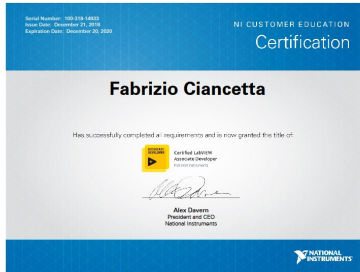 Serial Number: 100-318-14933
Issue Date: December 21, 2018
Expiration Date: December 20, 2020
NI CUSTOMER EDUCATION
Certification
Fabrizio Ciancetta
Has successfully completed all requirements and is now granted the title of:
Certified LabVIEW
Associate Developer
Alex Davern
President and CEO
National Instruments
NATIONAL
INSTRUMENTS